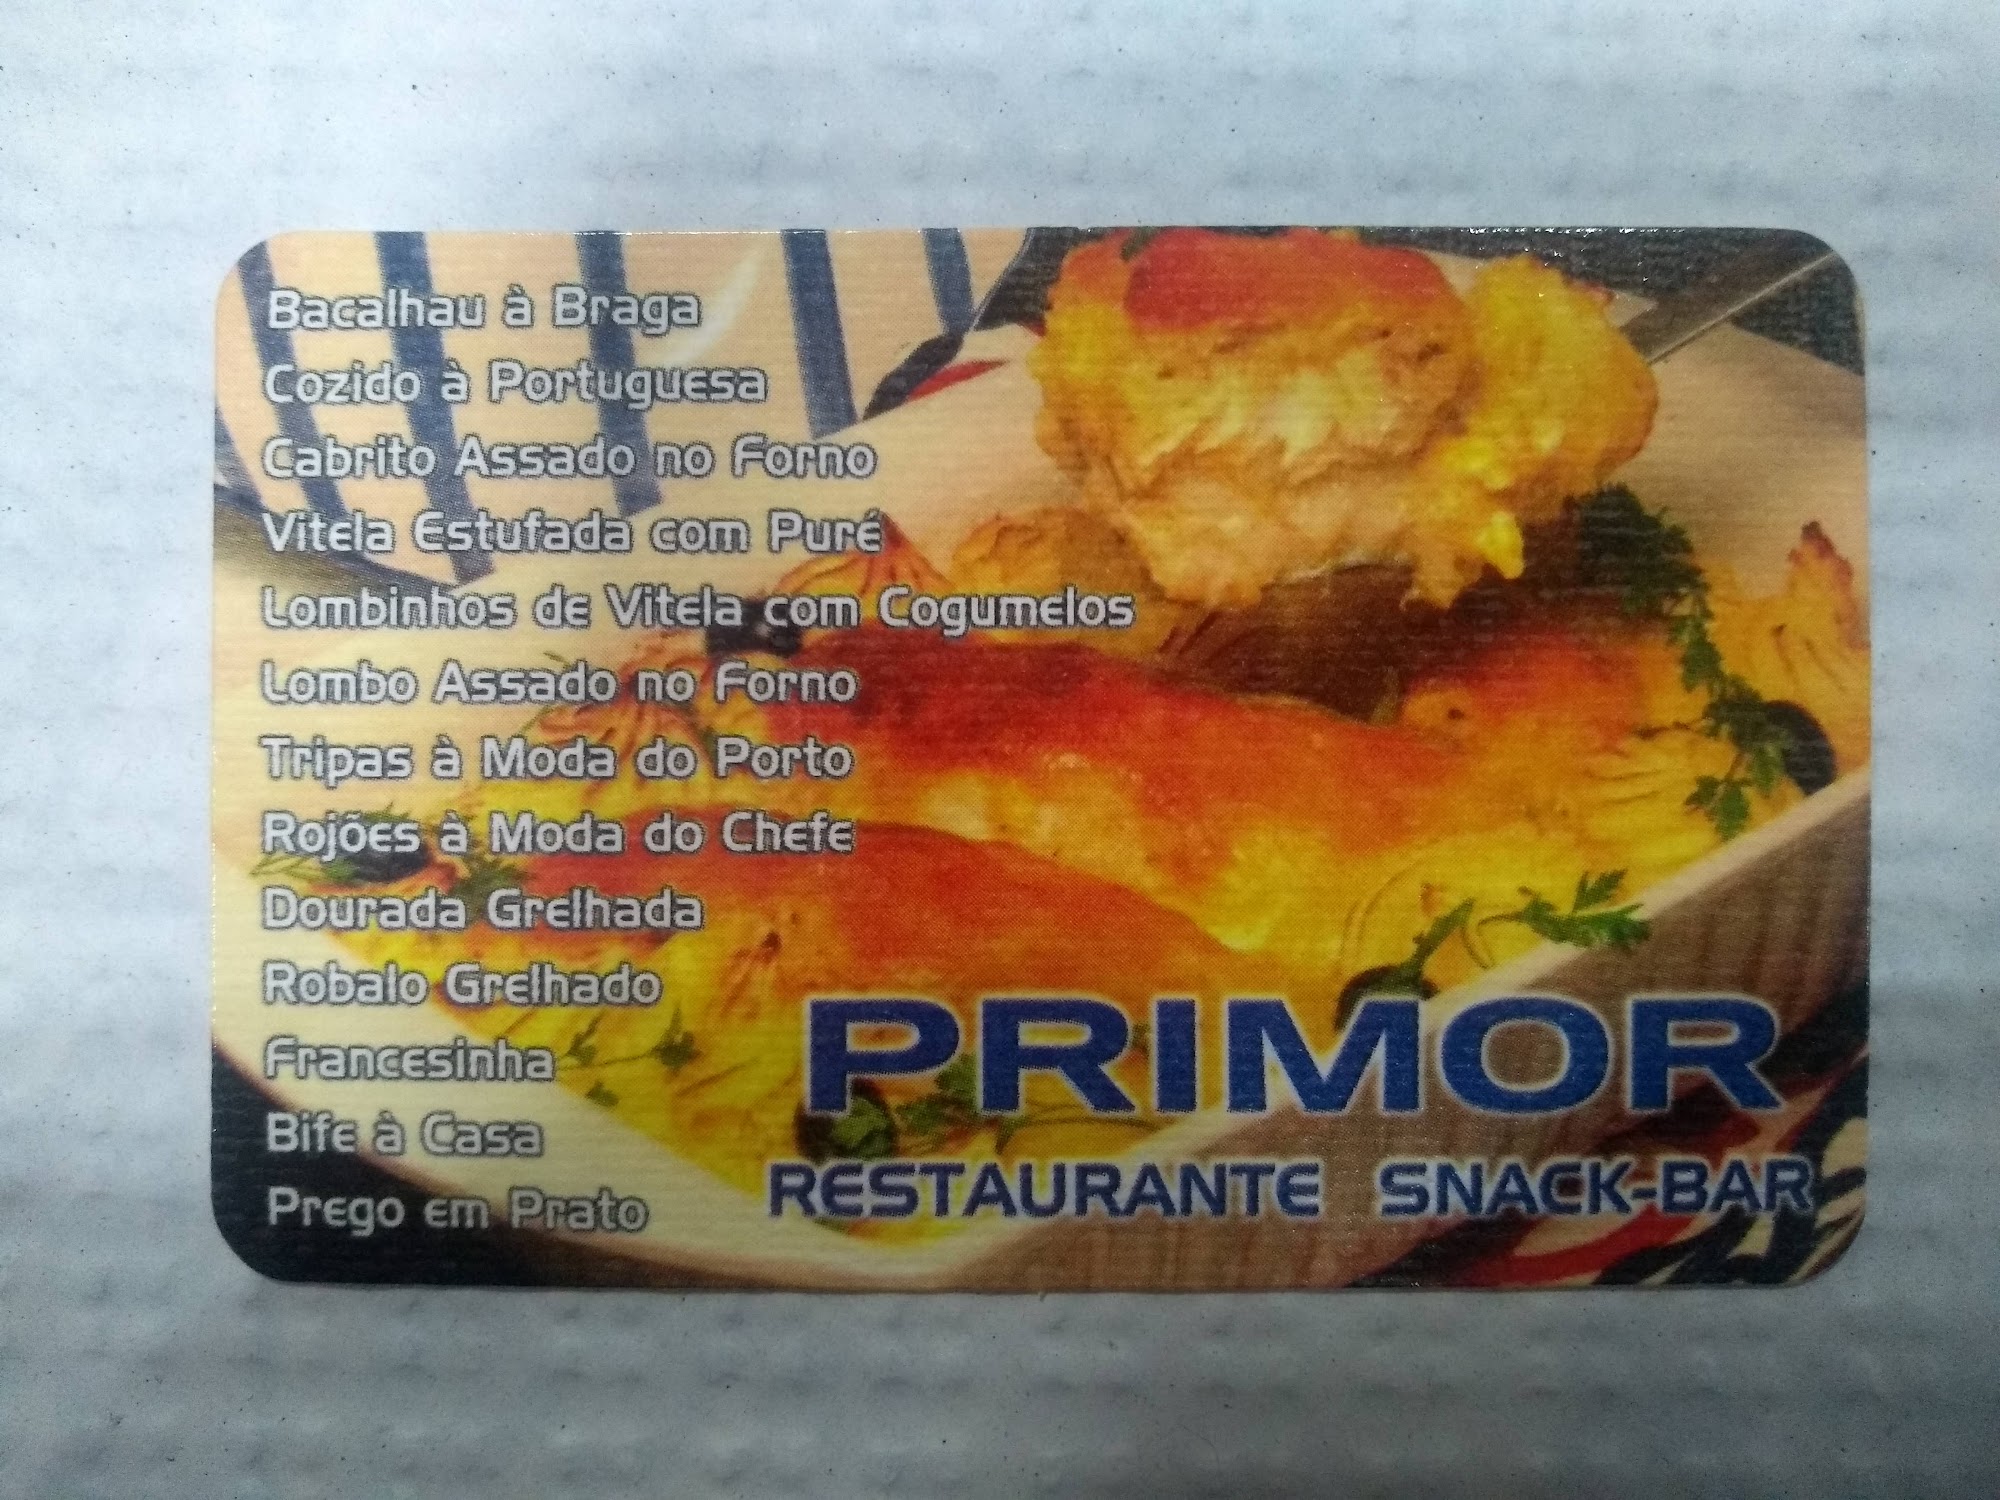 Bacalhau à Braga
Cozido à Portuguesa
Cabrito Assado no Forno
Vitela Estufada com Puré
Lombinhos de Vitela com Cogumelos
Lombo Assado no Forno
Tripas à Moda do Porto
Rojões à Moda do Chefe
Dourada Grelhada
Robalo Grelhado
Francesinha
Bife à Casa
Prego em Prato
PRIMOR
RESTAURANTE SNACK-BAR